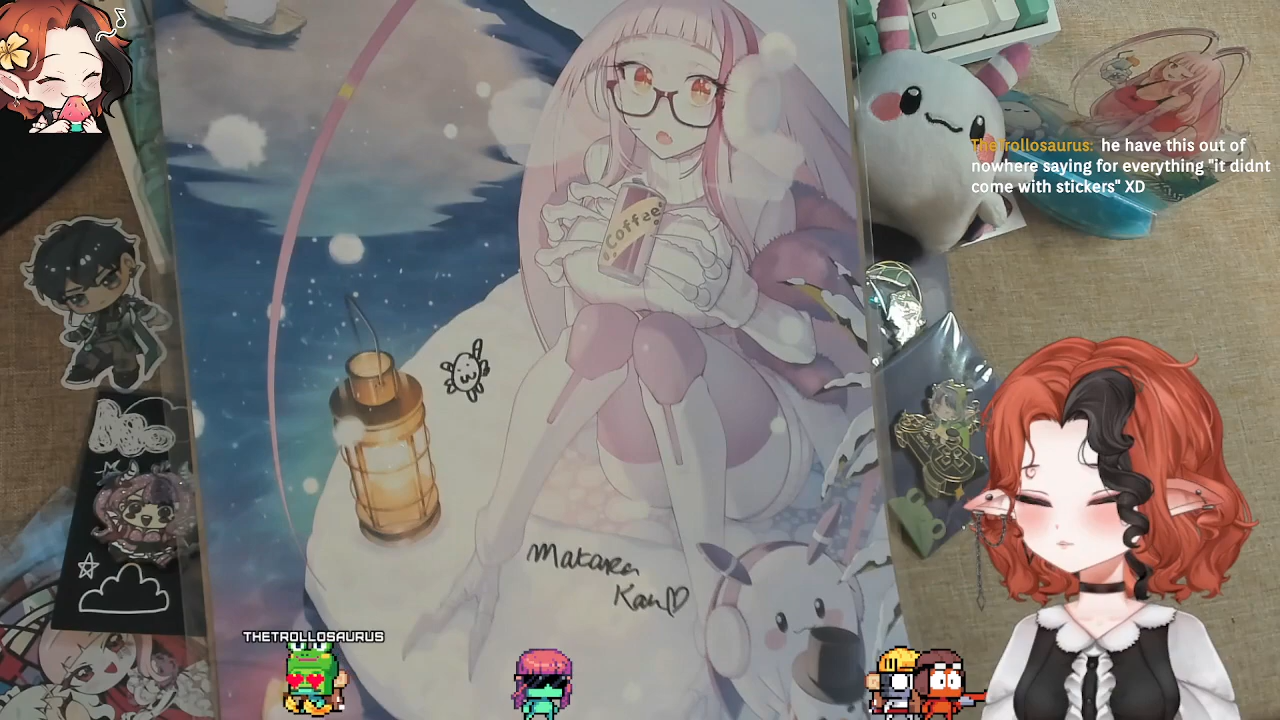 TheTrollosaurus: he have this out of
nowhere saying for everything "it didnt
come with stickers" XD
Coffee
Makara
Kan♡
THETROLLOSAURUS